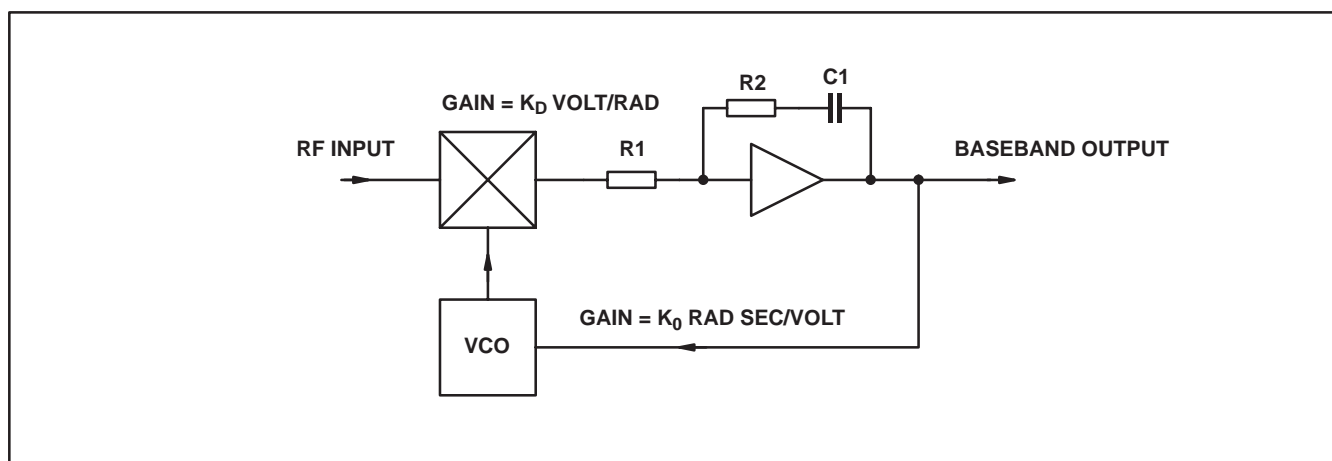 C1
R2
GAIN = KD VOLT/RAD
RF INPUT
R1
BASEBAND OUTPUT
GAIN = K0 RAD SEC/VOLT
VCO